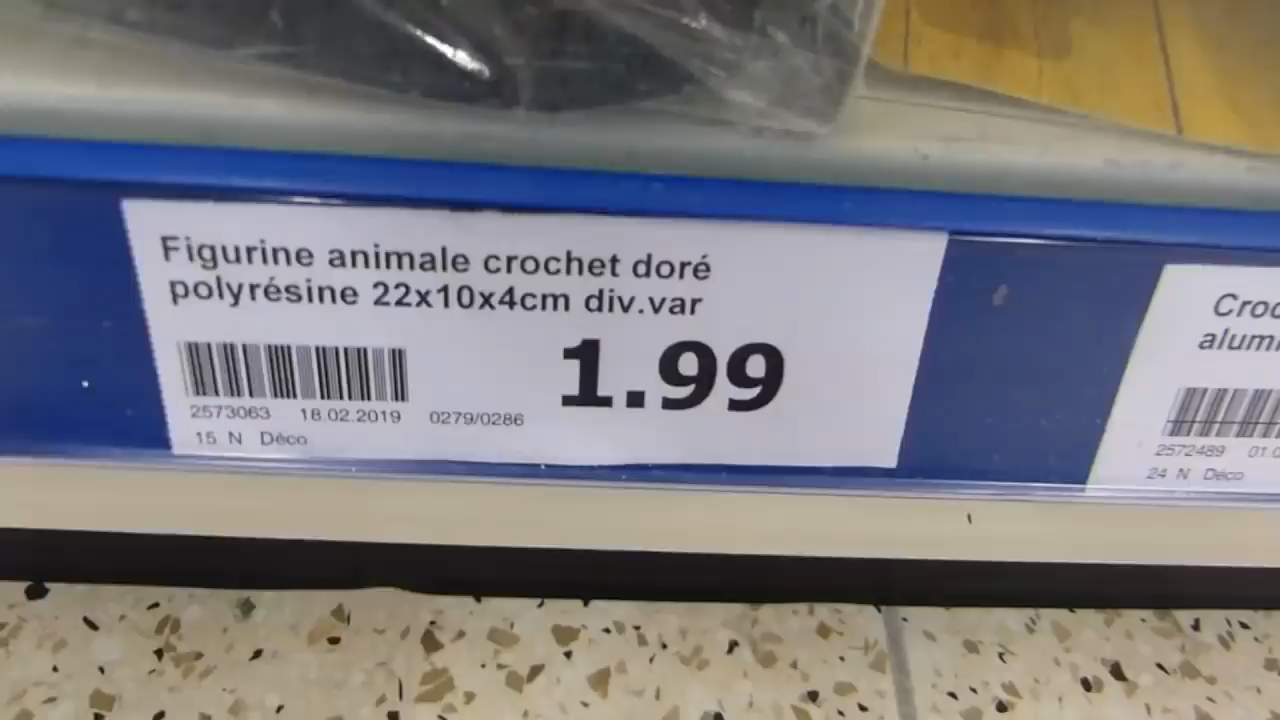 Figurine animale crochet doré
polyrésine 22x10x4cm div.var
1.99
2573063 18.02.2019 0279/0286
15 N Déco
alum
2572489
24 N Déco